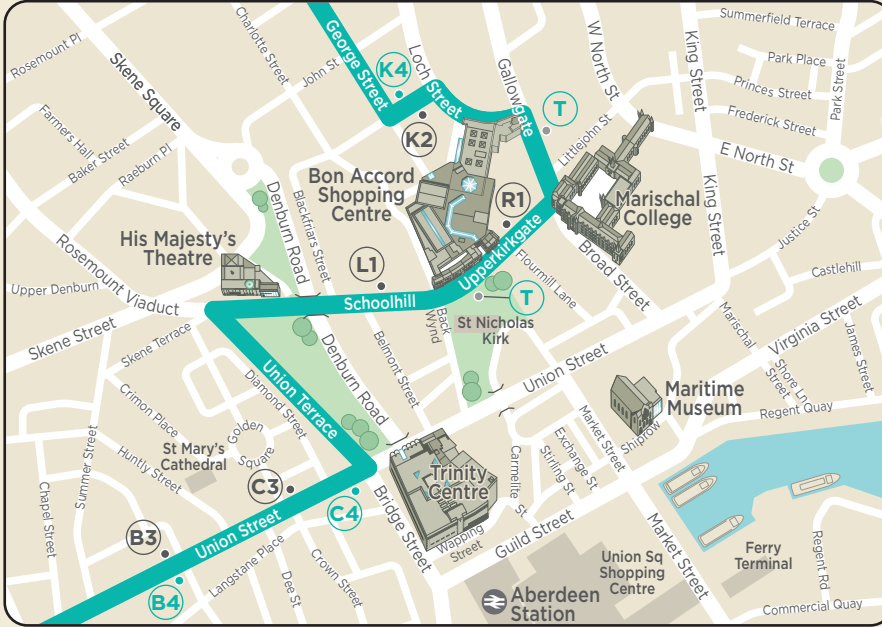 Rosemount Pl
Skene Square
Charlotte Street
John St
George Street
K4
Loch Street
K2
Gallowgate
T
W North St
King Street
Summerfield Terrace
Park Place
Park Street
Princes Street
Frederick Street
E North St
Littlejohn St
Farmers Hall
Baker Street
Raeburn Pl
Denburn Road
Blackfriars Street
Bon Accord
Shopping
Centre
R1
Upperkirkgate
Marischal
College
King Street
Justice St
Castlehill
Broad Street
His Majesty's
Theatre
Rosemount Viaduct
Upper Denburn
Skene Street
Skene Terrace
L1
Schoolhill
Back
Wynd
T
St Nicholas
Kirk
Flourmill Lane
Marischal
Street
Virginia Street
James Street
Shore Ln
Regent Quay
Union Terrace
Denburn Road
Belmont Street
Union Street
Market Street
Maritime
Museum
Shiprow
Exchange St
Stirling St
Crimon Place
Diamond Street
Golden
Square
St Mary's
Cathedral
Huntly Street
Summer Street
Chapel Street
C3
C4
Union Street
B3
B4
Langstane Place
Dee St
Crown Street
Bridge Street
Trinity
Centre
Carmelite St
Wapping
Street
Guild Street
Market Street
Union Sq
Shopping
Centre
Aberdeen
Station
Ferry
Terminal
Regent Rd
Commercial Quay